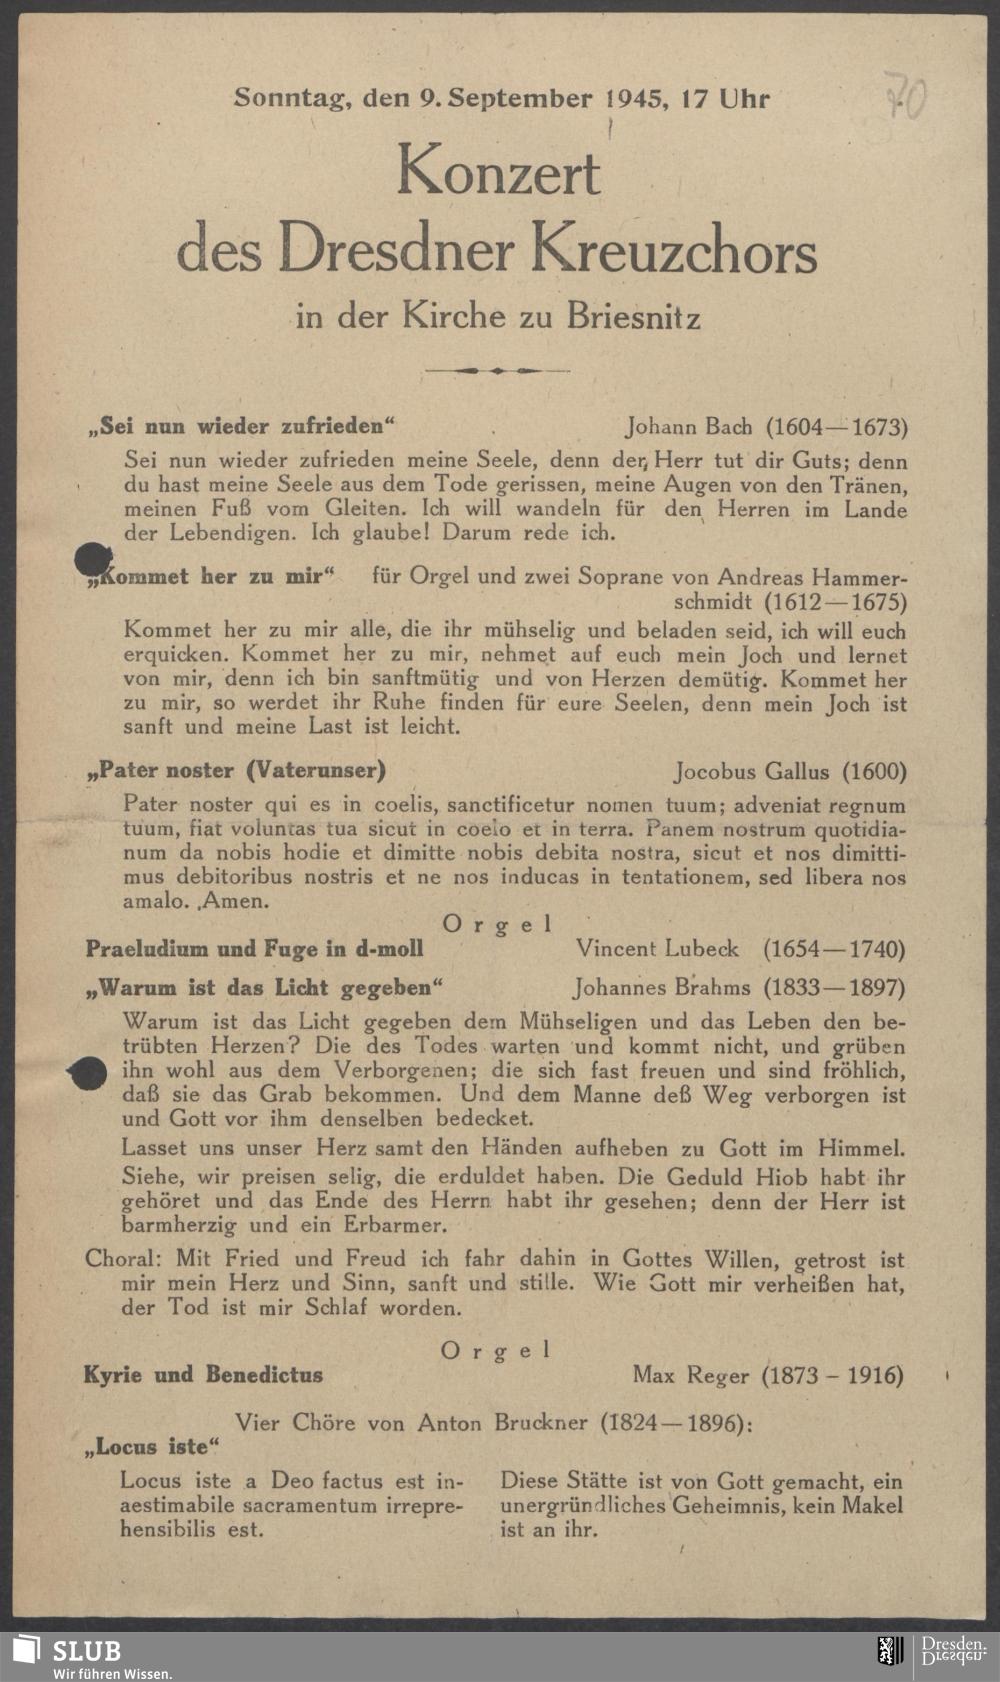 Sonntag, den 9. September 1945, 17 Uhr
70
Konzert
des Dresdner Kreuzchors
in der Kirche zu Briesnitz
„Sei nun wieder zufrieden“ Johann Bach (1604—1673)
Sei nun wieder zufrieden meine Seele, denn der Herr tut dir Guts; denn
du hast meine Seele aus dem Tode gerissen, meine Augen von den Tränen,
meinen Fuß vom Gleiten. Ich will wandeln für den Herren im Lande
der Lebendigen. Ich glaube! Darum rede ich.
„Kommet her zu mir“ für Orgel und zwei Soprane von Andreas Hammer-
schmidt (1612—1675)
Kommet her zu mir alle, die ihr mühselig und beladen seid, ich will euch
erquicken. Kommet her zu mir, nehmet auf euch mein Joch und lernet
von mir, denn ich bin sanftmütig und von Herzen demütig. Kommet her
zu mir, so werdet ihr Ruhe finden für eure Seelen, denn mein Joch ist
sanft und meine Last ist leicht.
„Pater noster (Vaterunser) Jocobus Gallus (1600)
Pater noster qui es in coelis, sanctificetur nomen tuum; adveniat regnum
tuum, fiat voluntas tua sicut in coelo et in terra. Panem nostrum quotidia-
num da nobis hodie et dimitte nobis debita nostra, sicut et nos dimitti-
mus debitoribus nostris et ne nos inducas in tentationem, sed libera nos
amalo. ,Amen.
Orgel
Praeludium und Fuge in d-moll Vincent Lubeck (1654—1740)
„Warum ist das Licht gegeben“ Johannes Brahms (1833—1897)
Warum ist das Licht gegeben dem Mühseligen und das Leben den be-
trübten Herzen? Die des Todes warten und kommt nicht, und grüben
ihn wohl aus dem Verborgenen; die sich fast freuen und sind fröhlich,
daß sie das Grab bekommen. Und dem Manne deß Weg verborgen ist
und Gott vor ihm denselben bedecket.
Lasset uns unser Herz samt den Händen aufheben zu Gott im Himmel.
Siehe, wir preisen selig, die erduldet haben. Die Geduld Hiob habt ihr
gehöret und das Ende des Herrn habt ihr gesehen; denn der Herr ist
barmherzig und ein Erbarmer.
Choral: Mit Fried und Freud ich fahr dahin in Gottes Willen, getrost ist
mir mein Herz und Sinn, sanft und stille. Wie Gott mir verheißen hat,
der Tod ist mir Schlaf worden.
Orgel
Kyrie und Benedictus Max Reger (1873 – 1916)
Vier Chöre von Anton Bruckner (1824—1896):
„Locus iste“
Locus iste a Deo factus est in-
aestimabile sacramentum irrepre-
hensibilis est.
Diese Stätte ist von Gott gemacht, ein
unergründliches Geheimnis, kein Makel
ist an ihr.
SLUB
Wir führen Wissen.
Dresden.
Dresden.